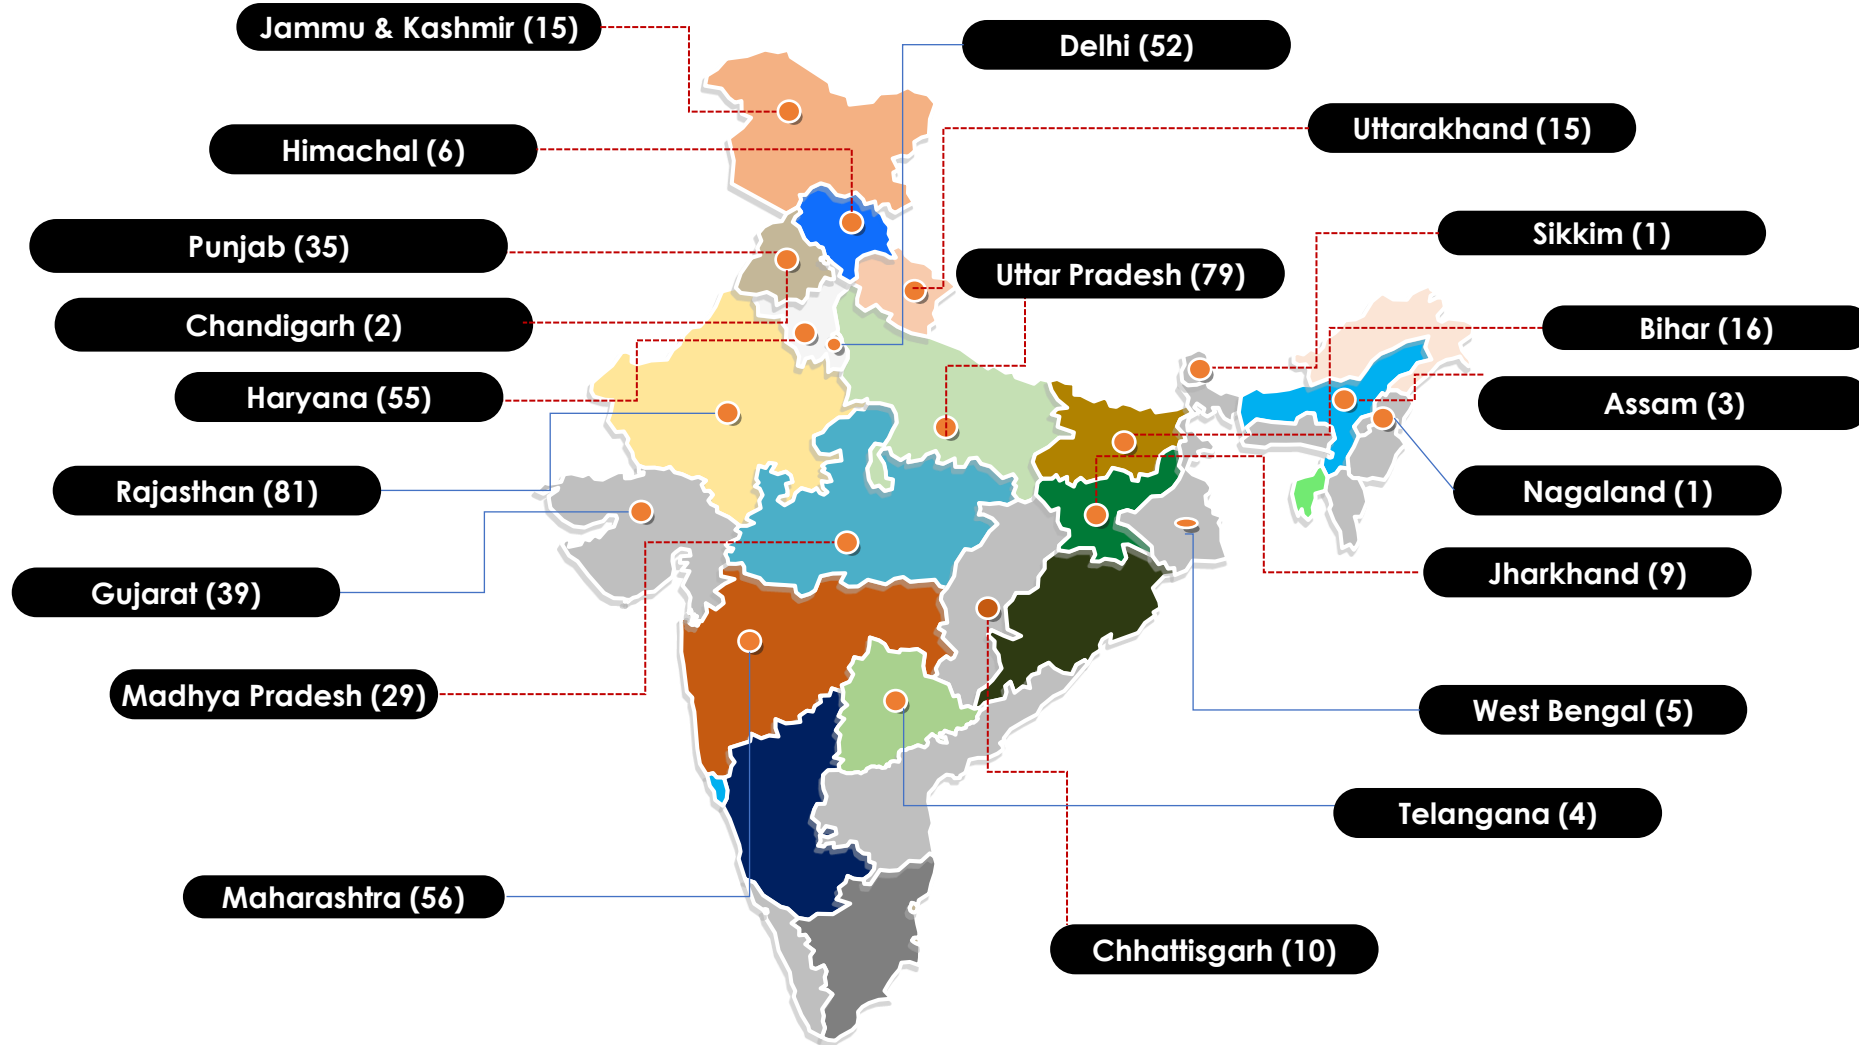 Jammu & Kashmir (15)
Delhi (52)
Uttarakhand (15)
Himachal (6)
Sikkim (1)
Punjab (35)
Uttar Pradesh (79)
Chandigarh (2)
Bihar (16)
Haryana (55)
Assam (3)
Rajasthan (81)
Nagaland (1)
Jharkhand (9)
Gujarat (39)
Madhya Pradesh (29)
West Bengal (5)
Telangana (4)
Maharashtra (56)
Chhattisgarh (10)